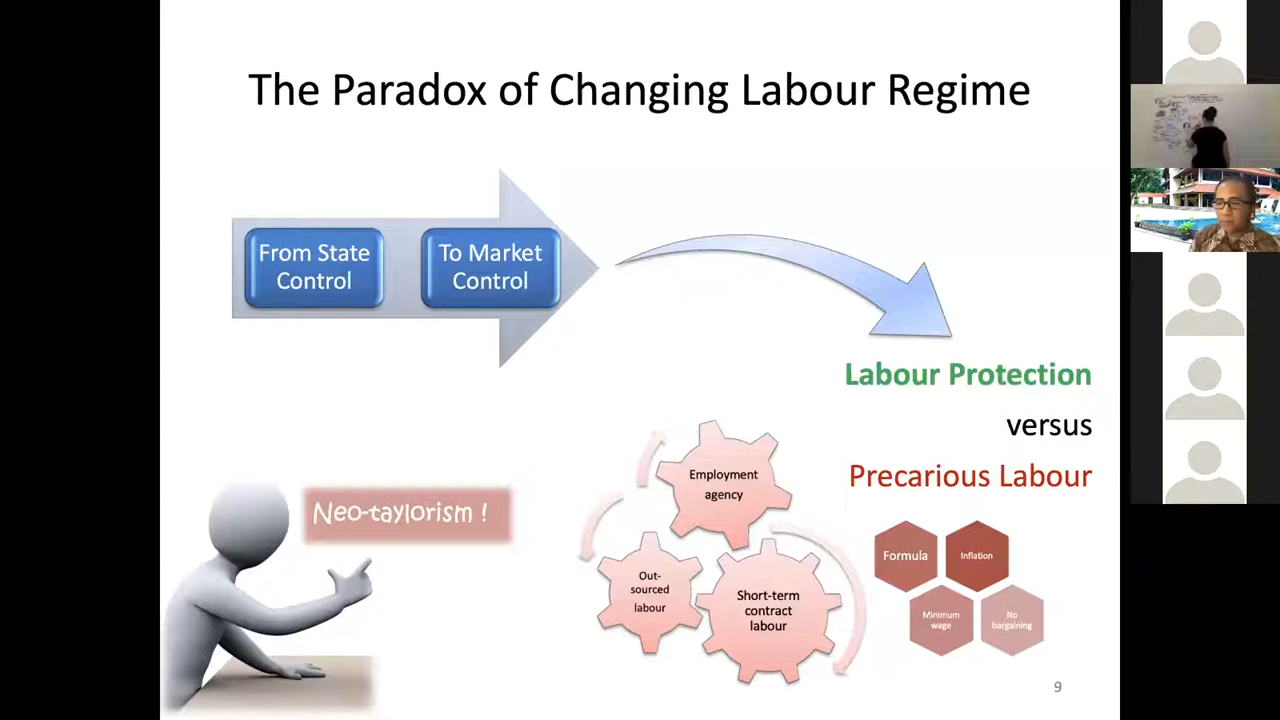 The Paradox of Changing Labour Regime
From State
Control
To Market
Control
Labour Protection
versus
Precarious Labour
Neo-taylorism !
Employment
agency
Out-
sourced
labour
Short-term
contract
labour
Formula
Inflation
Minimum
wage
No
bargaining
9